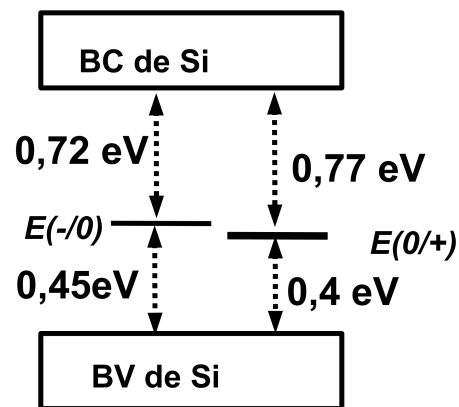 BC de Si
0,72 eV
0,77 eV
E(-/0)
E(0/+)
0,45eV
0,4 eV
BV de Si